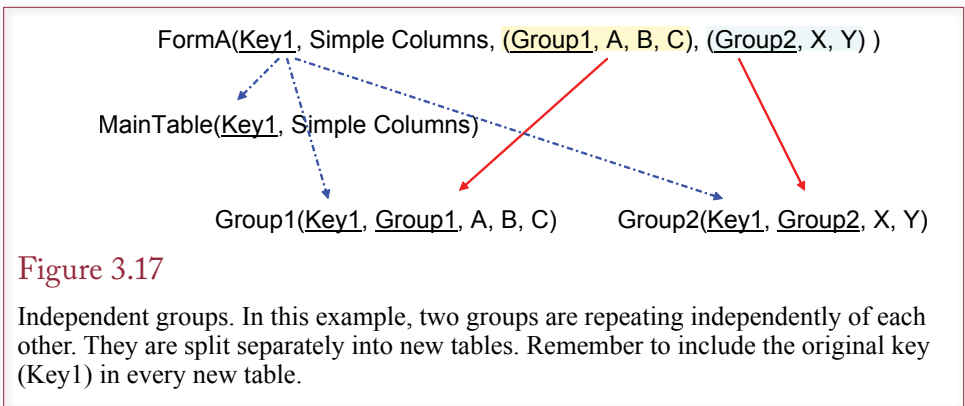 FormA(Key1, Simple Columns, (Group1, A, B, C), (Group2, X, Y) )
MainTable(Key1, Simple Columns)
Group1(Key1, Group1, A, B, C) Group2(Key1, Group2, X, Y)
Figure 3.17
Independent groups. In this example, two groups are repeating independently of each
other. They are split separately into new tables. Remember to include the original key
(Key1) in every new table.